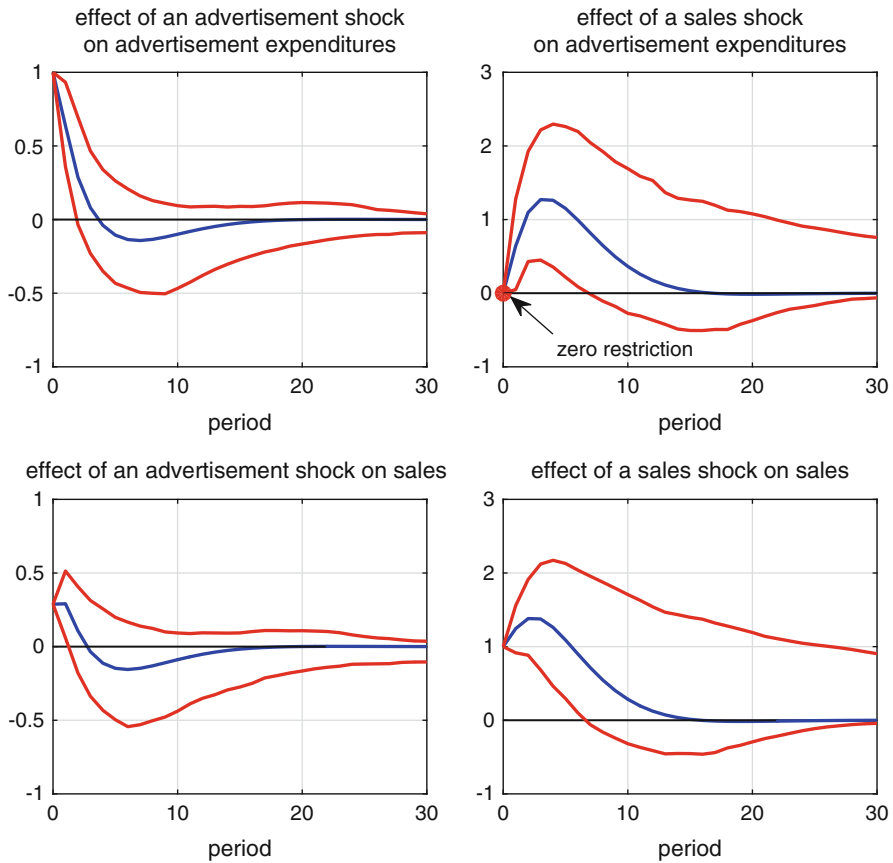 effect of an advertisement shock
on advertisement expenditures
1
0.5
0
-0.5
-1
0 10 20 30
period
effect of a sales shock
on advertisement expenditures
3
2
1
0
-1
zero restriction
0 10 20 30
period
effect of an advertisement shock on sales
1
0.5
0
-0.5
-1
0 10 20 30
period
effect of a sales shock on sales
3
2
1
0
-1
0 10 20 30
period